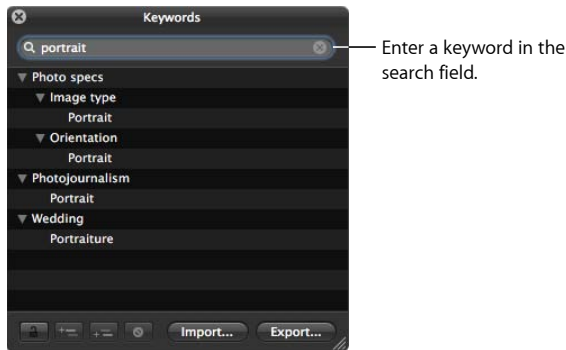 Keywords
portrait
Enter a keyword in the
search field.
Photo specs
Image type
Portrait
Orientation
Portrait
Photojournalism
Portrait
Wedding
Portraiture
Import...
Export...